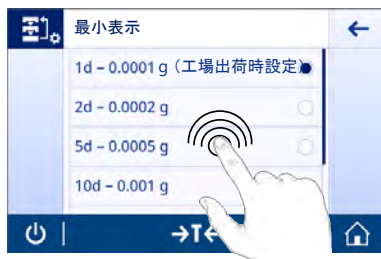 最小表示
1d – 0.0001 g（工場出荷時設定）
2d – 0.0002 g
5d – 0.0005 g
10d – 0.001 g
→T←